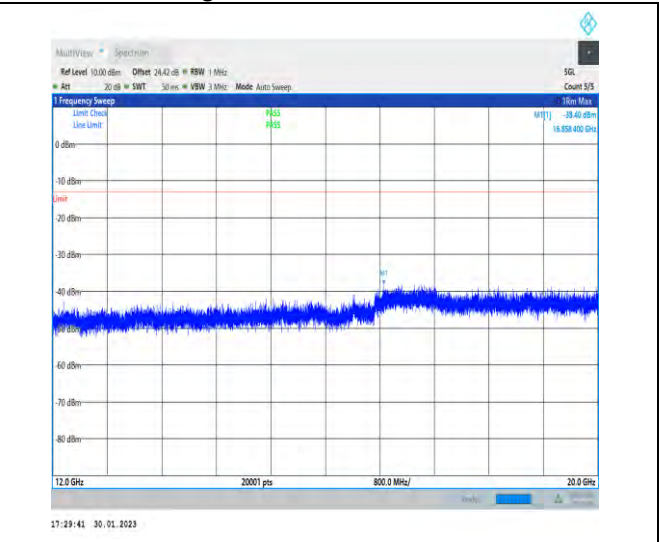 MultiView Spectrum
Ref Level 10.00 dBm Offset 24.42 dB RBW 1 MHz SGL
Att 20 dB SWT 50 ms VBW 3 MHz Mode Auto Sweep Count 5/5
1 Frequency Sweep 1Rm Max
Limit Check PASS M1[1] -38.40 dBm
Line Limit PASS 16.858 400 GHz
0 dBm
-10 dBm
Limit
-20 dBm
-30 dBm
M1
-40 dBm
-50 dBm
-60 dBm
-70 dBm
-80 dBm
12.0 GHz 20001 pts 800.0 MHz/ 20.0 GHz
17:29:41 30.01.2023